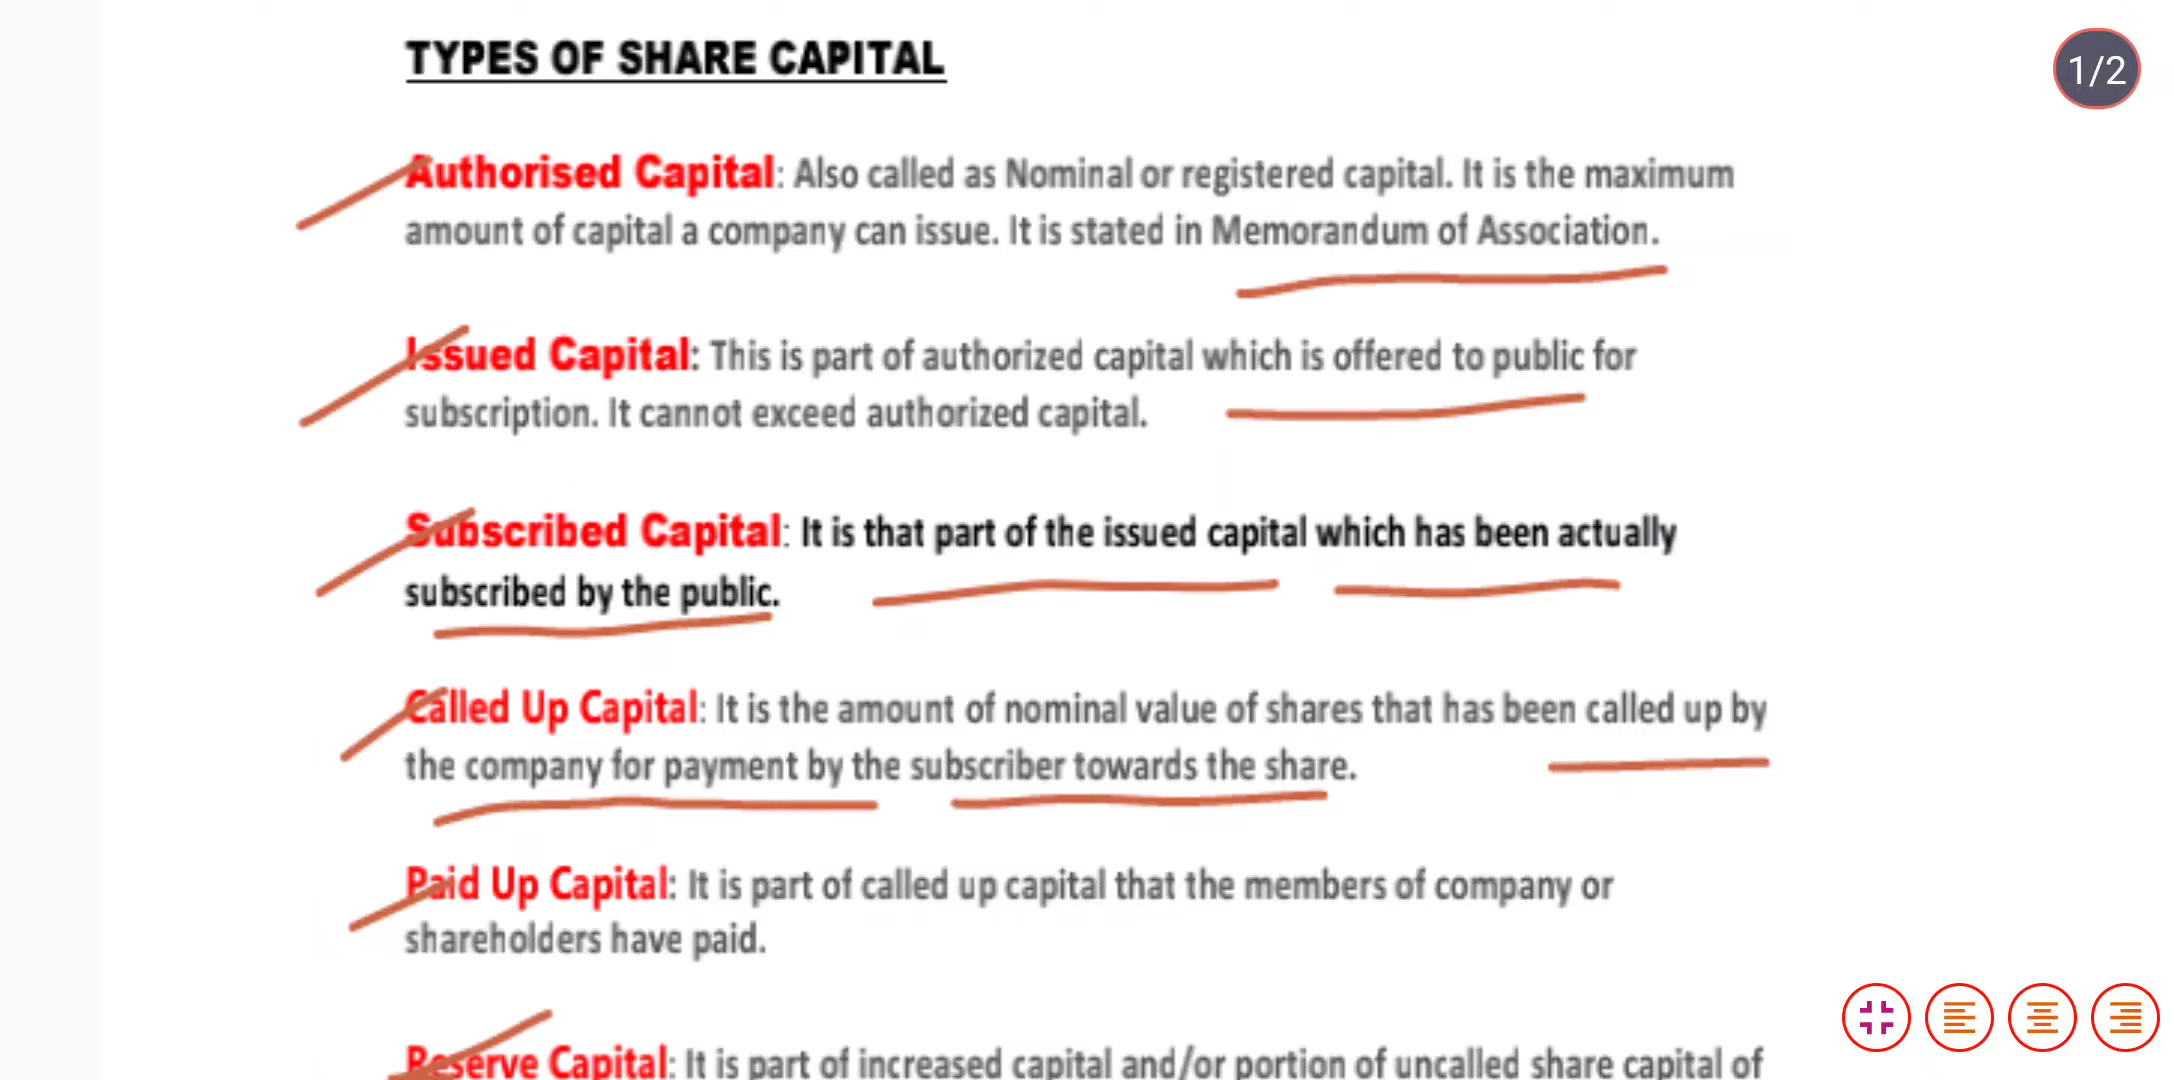 TYPES OF SHARE CAPITAL
1/2
Authorised Capital: Also called as Nominal or registered capital. It is the maximum
amount of capital a company can issue. It is stated in Memorandum of Association.
Issued Capital: This is part of authorized capital which is offered to public for
subscription. It cannot exceed authorized capital.
Subscribed Capital: It is that part of the issued capital which has been actually
subscribed by the public.
Called Up Capital: It is the amount of nominal value of shares that has been called up by
the company for payment by the subscriber towards the share.
Paid Up Capital: It is part of called up capital that the members of company or
shareholders have paid.
Reserve Capital: It is part of increased capital and/or portion of uncalled share capital of